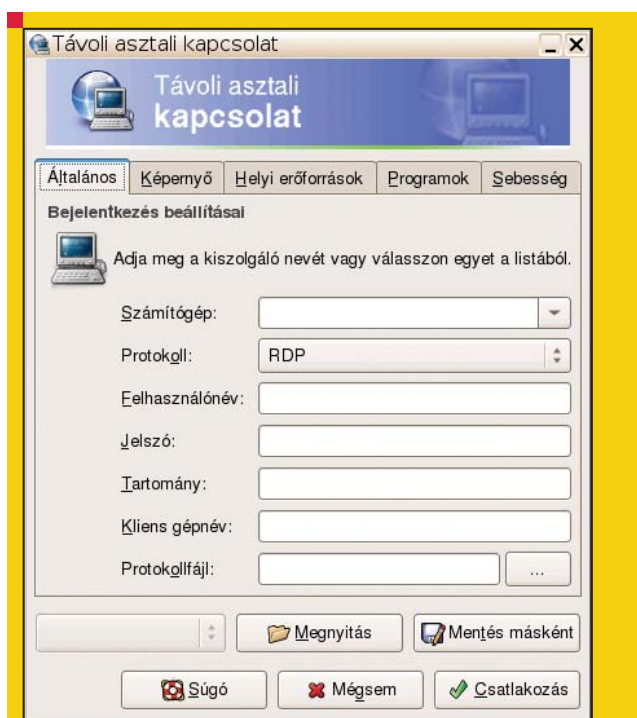 Távoli asztali kapcsolat
Távoli asztali
kapcsolat
Általános Képernyő Helyi erőforrások Programok Sebesség
Bejelentkezés beállításai
Adja meg a kiszolgáló nevét vagy válasszon egyet a listából.
Számítógép:
Protokoll: RDP
Felhasználónév:
Jelszó:
Tartomány:
Kliens gépnév:
Protokollfájl: ...
Megnyitás Mentés másként
Súgó Mégsem Csatlakozás